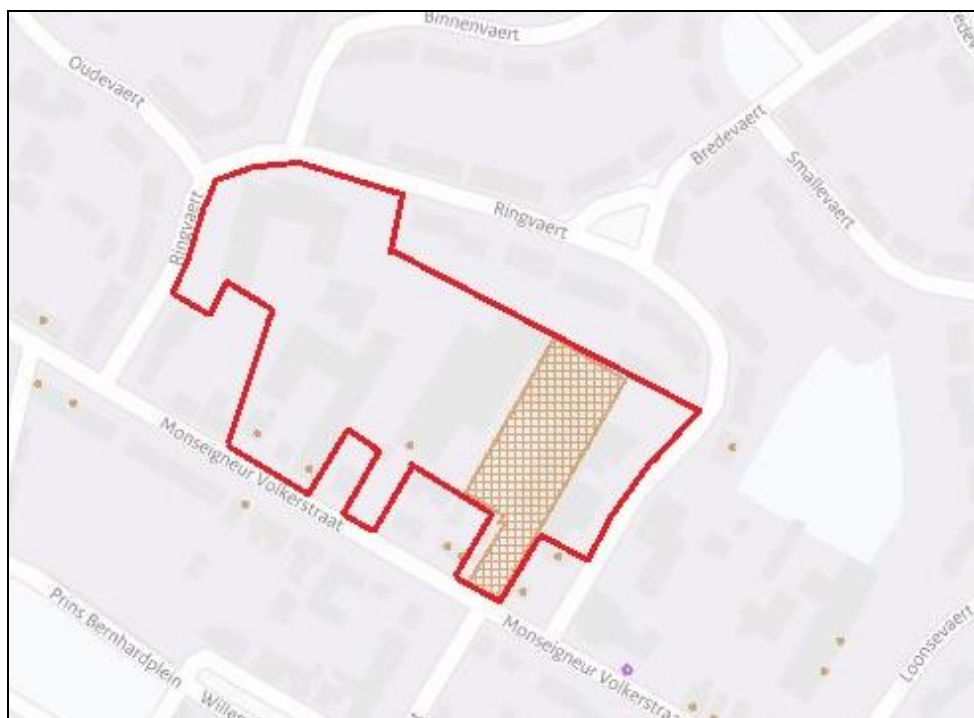 Binnenvaert
Oudevaert
Bredevaert
Smallevaert
Ringvaert
Ringvaert
Monseigneur Volkerstraat
Monseigneur Volkerstraat
Prins Bernhardplein
Loonsevaert